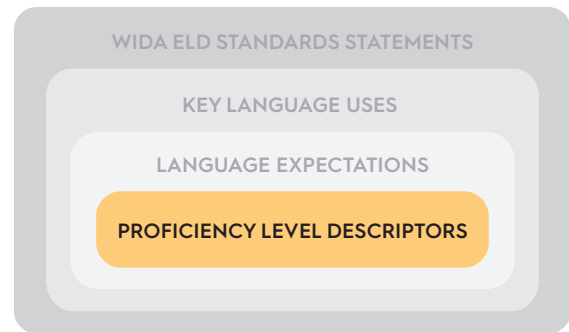 WIDA ELD STANDARDS STATEMENTS
KEY LANGUAGE USES
LANGUAGE EXPECTATIONS
PROFICIENCY LEVEL DESCRIPTORS